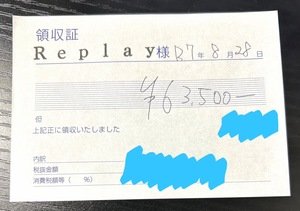 領収証
Replay様 R7年8月28日
¥63,500-
但
上記正に領収いたしました
内訳
税抜金額
消費税額等( %)